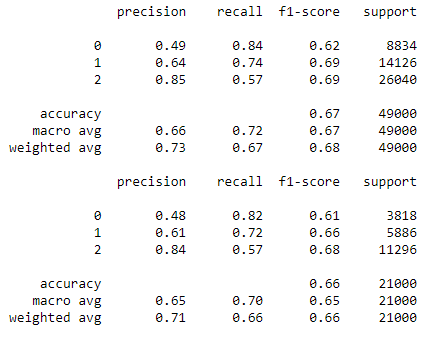 precision recall f1-score support
0 0.49 0.84 0.62 8834
1 0.64 0.74 0.69 14126
2 0.85 0.57 0.69 26040
accuracy 0.67 49000
macro avg 0.66 0.72 0.67 49000
weighted avg 0.73 0.67 0.68 49000
precision recall f1-score support
0 0.48 0.82 0.61 3818
1 0.61 0.72 0.66 5886
2 0.84 0.57 0.68 11296
accuracy 0.66 21000
macro avg 0.65 0.70 0.65 21000
weighted avg 0.71 0.66 0.66 21000